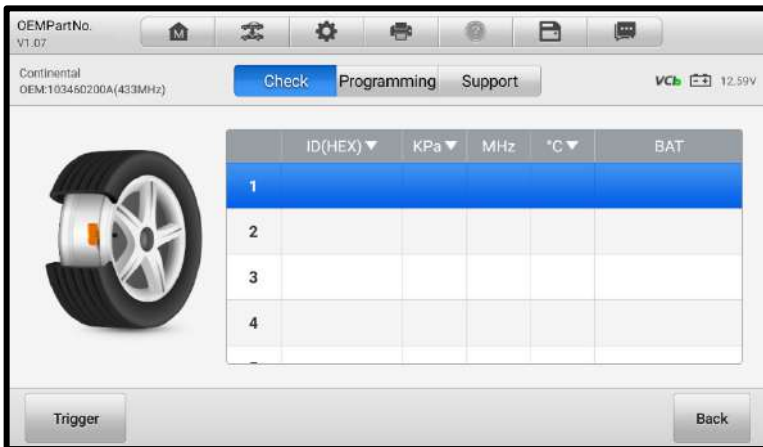 OEMPartNo.
V1.07
M
Continental
OEM:103460200A(433MHz)
Check Programming Support
VCb 12.59V
ID(HEX)▼ KPa▼ MHz °C▼ BAT
1
2
3
4
Trigger
Back